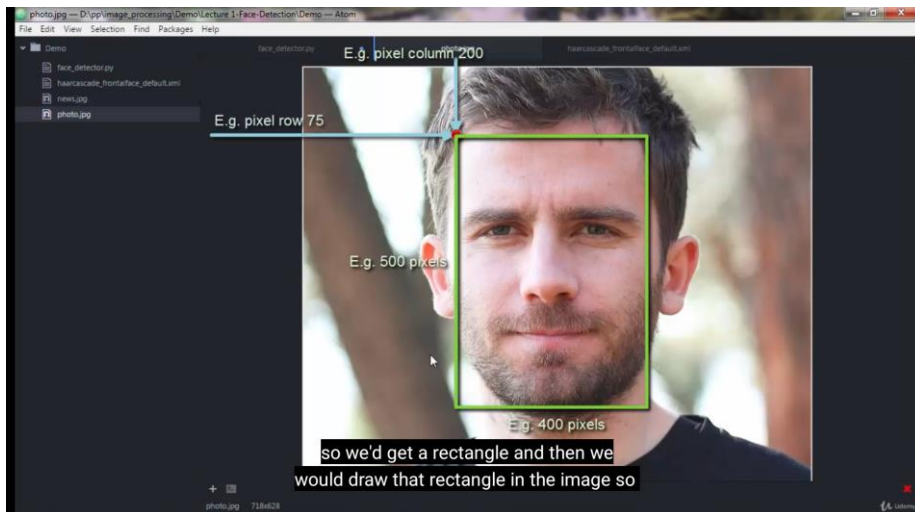 photo.jpg — D:\pp\image_processing\Demo\Lecture 1-Face-Detection\Demo — Atom
File Edit View Selection Find Packages Help
Demo
face_detector.py
haarcascade_frontalface_default.xml
news.jpg
photo.jpg
face_detector.py
haarcascade_frontalface_default.xml
E.g. pixel column 200
E.g. pixel row 75
E.g. 500 pixels
E.g. 400 pixels
so we'd get a rectangle and then we
would draw that rectangle in the image so
photo.jpg 718x628
Udemy